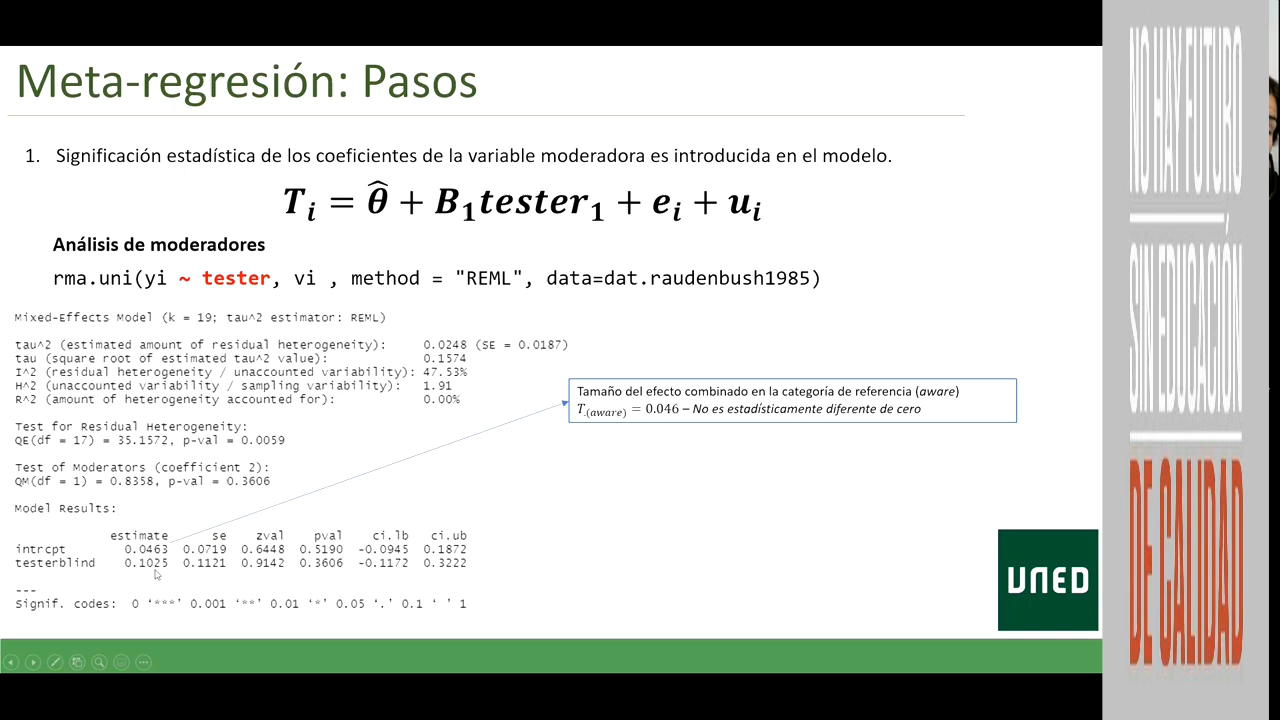 Meta-regresión: Pasos
1. Significación estadística de los coeficientes de la variable moderadora es introducida en el modelo.
T_i = θ̂ + B_1 tester_1 + e_i + u_i
Análisis de moderadores
rma.uni(yi ~ tester, vi , method = "REML", data=dat.raudenbush1985)
Mixed-Effects Model (k = 19; tau^2 estimator: REML)
tau^2 (estimated amount of residual heterogeneity): 0.0248 (SE = 0.0187)
tau (square root of estimated tau^2 value): 0.1574
I^2 (residual heterogeneity / unaccounted variability): 47.53%
H^2 (unaccounted variability / sampling variability): 1.91
R^2 (amount of heterogeneity accounted for): 0.00%
Tamaño del efecto combinado en la categoría de referencia (aware)
T_(aware) = 0.046 – No es estadísticamente diferente de cero
Test for Residual Heterogeneity:
QE(df = 17) = 35.1572, p-val = 0.0059
Test of Moderators (coefficient 2):
QM(df = 1) = 0.8358, p-val = 0.3606
Model Results:
estimate se zval pval ci.lb ci.ub
intrcpt 0.0463 0.0719 0.6448 0.5190 -0.0945 0.1872
testerblind 0.1025 0.1121 0.9142 0.3606 -0.1172 0.3222
---
Signif. codes: 0 ‘***’ 0.001 ‘**’ 0.01 ‘*’ 0.05 ‘.’ 0.1 ‘ ’ 1
UNED
NO HAY FUTURO
SIN EDUCACIÓN
DE CALIDAD